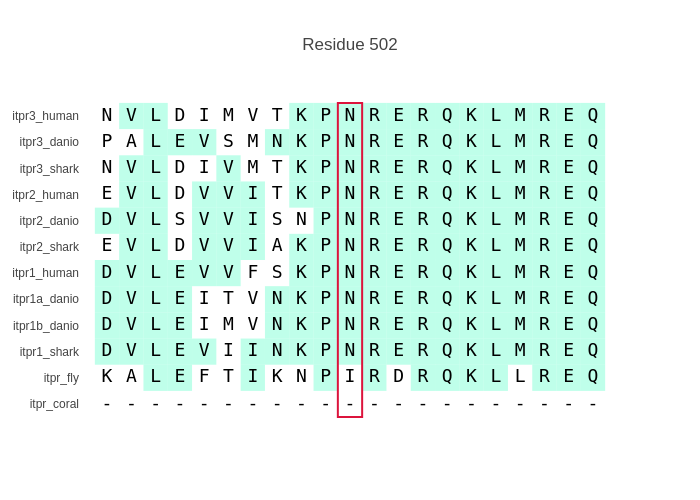 Residue 502
itpr3_human N V L D I M V T K P N R E R Q K L M R E Q
itpr3_danio P A L E V S M N K P N R E R Q K L M R E Q
itpr3_shark N V L D I V M T K P N R E R Q K L M R E Q
itpr2_human E V L D V V I T K P N R E R Q K L M R E Q
itpr2_danio D V L S V V I S N P N R E R Q K L M R E Q
itpr2_shark E V L D V V I A K P N R E R Q K L M R E Q
itpr1_human D V L E V V F S K P N R E R Q K L M R E Q
itpr1a_danio D V L E I T V N K P N R E R Q K L M R E Q
itpr1b_danio D V L E I M V N K P N R E R Q K L M R E Q
itpr1_shark D V L E V I I N K P N R E R Q K L M R E Q
itpr_fly K A L E F T I K N P I R D R Q K L L R E Q
itpr_coral - - - - - - - - - - - - - - - - - - - - -